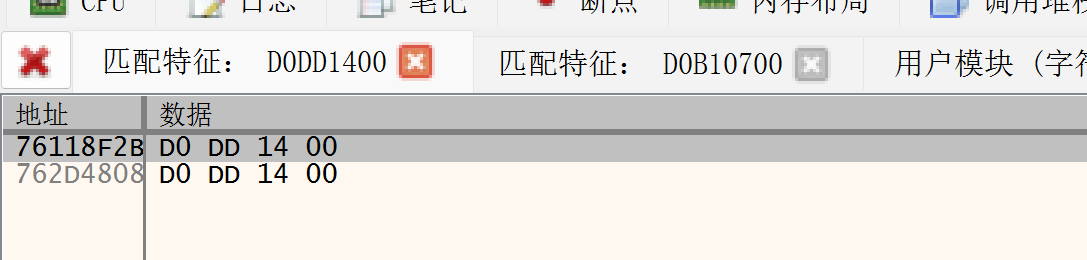 CPU 日志 笔记 断点 内存布局 调用堆栈
匹配特征： D0DD1400 匹配特征： D0B10700 用户模块 (字符
地址 数据
76118F2B D0 DD 14 00
762D4808 D0 DD 14 00